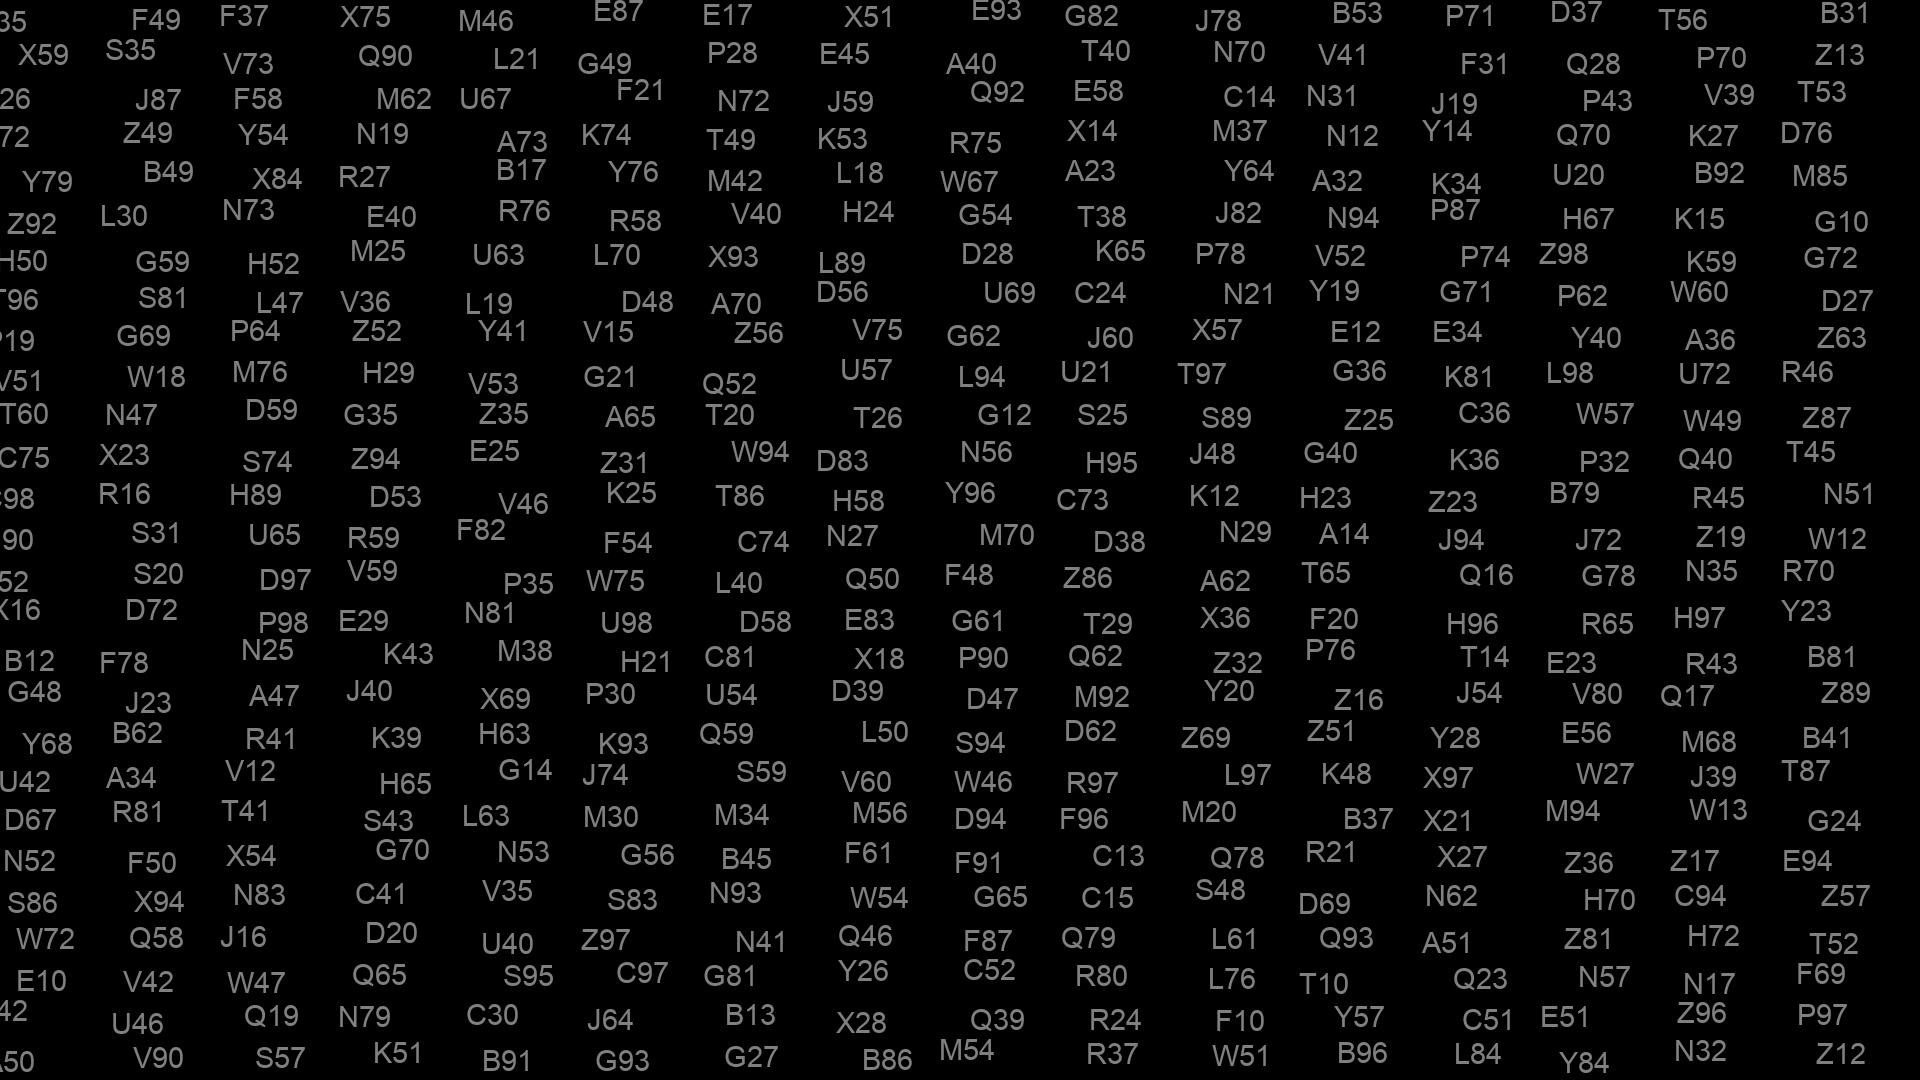 35 F49 F37 X75 M46 E87 E17 X51 E93 G82 J78 B53 P71 D37 T56 B31
X59 S35 V73 Q90 L21 G49 P28 E45 A40 T40 N70 V41 F31 Q28 P70 Z13
26 J87 F58 M62 U67 F21 N72 J59 Q92 E58 C14 N31 J19 P43 V39 T53
72 Z49 Y54 N19 A73 K74 T49 K53 R75 X14 M37 N12 Y14 Q70 K27 D76
Y79 B49 X84 R27 B17 Y76 M42 L18 W67 A23 Y64 A32 K34 U20 B92 M85
Z92 L30 N73 E40 R76 R58 V40 H24 G54 T38 J82 N94 P87 H67 K15 G10
H50 G59 H52 M25 U63 L70 X93 L89 D28 K65 P78 V52 P74 Z98 K59 G72
T96 S81 L47 V36 L19 D48 A70 D56 U69 C24 N21 Y19 G71 P62 W60 D27
P19 G69 P64 Z52 Y41 V15 Z56 V75 G62 J60 X57 E12 E34 Y40 A36 Z63
V51 W18 M76 H29 V53 G21 Q52 U57 L94 U21 T97 G36 K81 L98 U72 R46
T60 N47 D59 G35 Z35 A65 T20 T26 G12 S25 S89 Z25 C36 W57 W49 Z87
C75 X23 S74 Z94 E25 Z31 W94 D83 N56 H95 J48 G40 K36 P32 Q40 T45
98 R16 H89 D53 V46 K25 T86 H58 Y96 C73 K12 H23 Z23 B79 R45 N51
90 S31 U65 R59 F82 F54 C74 N27 M70 D38 N29 A14 J94 J72 Z19 W12
52 S20 D97 V59 P35 W75 L40 Q50 F48 Z86 A62 T65 Q16 G78 N35 R70
X16 D72 P98 E29 N81 U98 D58 E83 G61 T29 X36 F20 H96 R65 H97 Y23
B12 F78 N25 K43 M38 H21 C81 X18 P90 Q62 Z32 P76 T14 E23 R43 B81
G48 J23 A47 J40 X69 P30 U54 D39 D47 M92 Y20 Z16 J54 V80 Q17 Z89
Y68 B62 R41 K39 H63 K93 Q59 L50 S94 D62 Z69 Z51 Y28 E56 M68 B41
U42 A34 V12 H65 G14 J74 S59 V60 W46 R97 L97 K48 X97 W27 J39 T87
D67 R81 T41 S43 L63 M30 M34 M56 D94 F96 M20 B37 X21 M94 W13 G24
N52 F50 X54 G70 N53 G56 B45 F61 F91 C13 Q78 R21 X27 Z36 Z17 E94
S86 X94 N83 C41 V35 S83 N93 W54 G65 C15 S48 D69 N62 H70 C94 Z57
W72 Q58 J16 D20 U40 Z97 N41 Q46 F87 Q79 L61 Q93 A51 Z81 H72 T52
E10 V42 W47 Q65 S95 C97 G81 Y26 C52 R80 L76 T10 Q23 N57 N17 F69
42 U46 Q19 N79 C30 J64 B13 X28 Q39 R24 F10 Y57 C51 E51 Z96 P97
50 V90 S57 K51 B91 G93 G27 B86 M54 R37 W51 B96 L84 Y84 N32 Z12